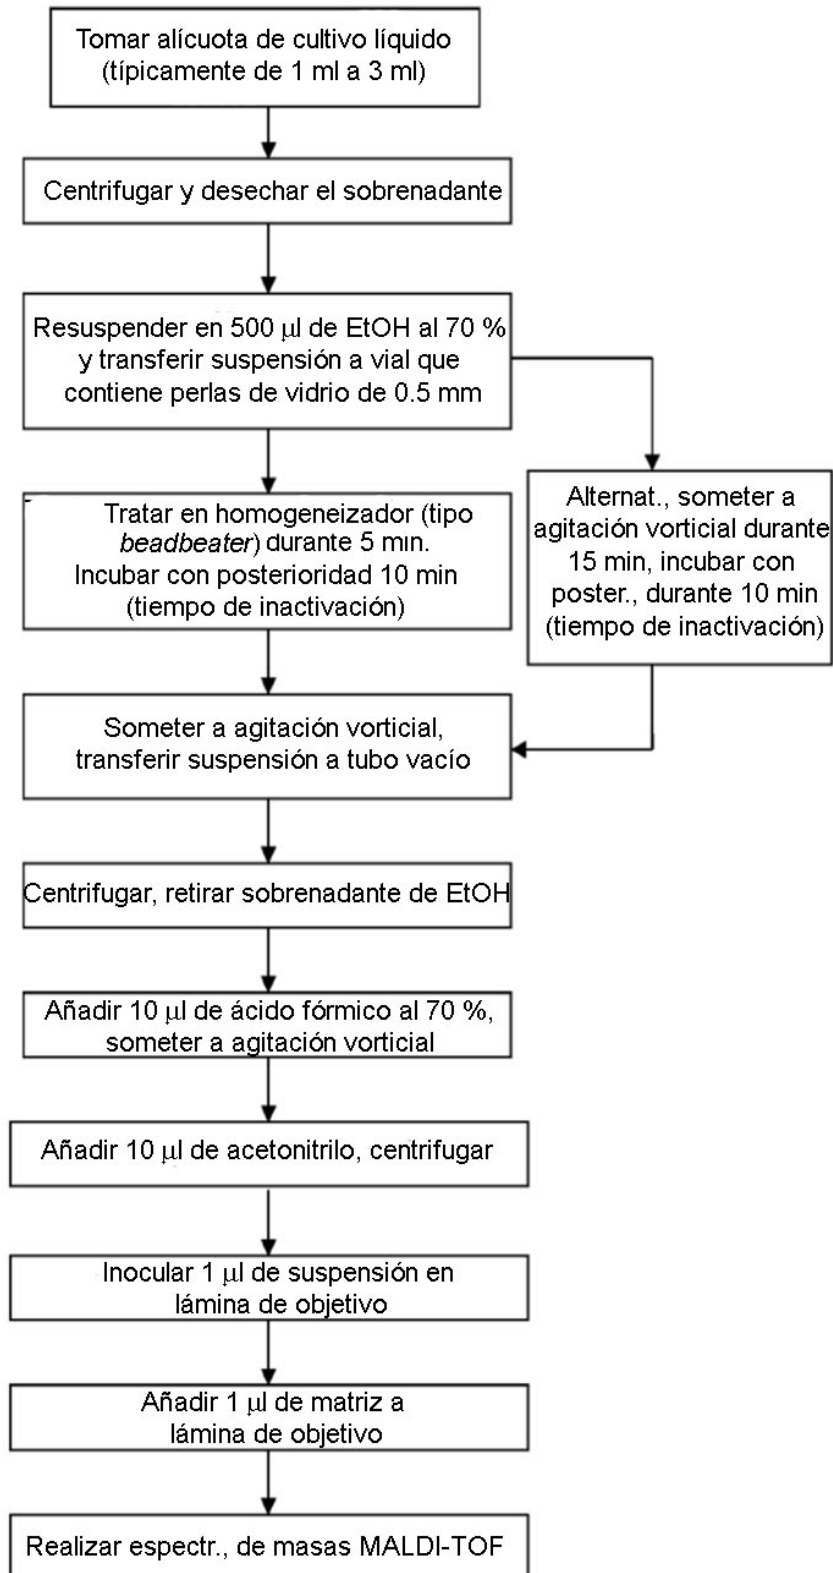 Tomar alícuota de cultivo líquido
(típicamente de 1 ml a 3 ml)
Centrifugar y desechar el sobrenadante
Resuspender en 500 µl de EtOH al 70 %
y transferir suspensión a vial que
contiene perlas de vidrio de 0.5 mm
Tratar en homogeneizador (tipo
beadbeater) durante 5 min.
Incubar con posterioridad 10 min
(tiempo de inactivación)
Alternat., someter a
agitación vorticial durante
15 min, incubar con
poster., durante 10 min
(tiempo de inactivación)
Someter a agitación vorticial,
transferir suspensión a tubo vacío
Centrifugar, retirar sobrenadante de EtOH
Añadir 10 µl de ácido fórmico al 70 %,
someter a agitación vorticial
Añadir 10 µl de acetonitrilo, centrifugar
Inocular 1 µl de suspensión en
lámina de objetivo
Añadir 1 µl de matriz a
lámina de objetivo
Realizar espectr., de masas MALDI-TOF